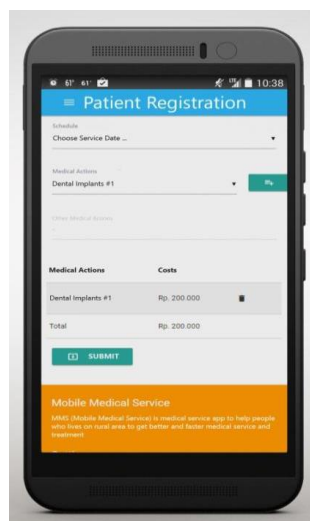 61° 61° 10:38
Patient Registration
Schedule
Choose Service Date ...
Medical Actions
Dental Implants #1
Other Medical Actions
Medical Actions Costs
Dental Implants #1 Rp. 200.000
Total Rp. 200.000
SUBMIT
Mobile Medical Service
MMS (Mobile Medical Service) is medical service app to help people
who lives on rural area to get better and faster medical service and
treatment